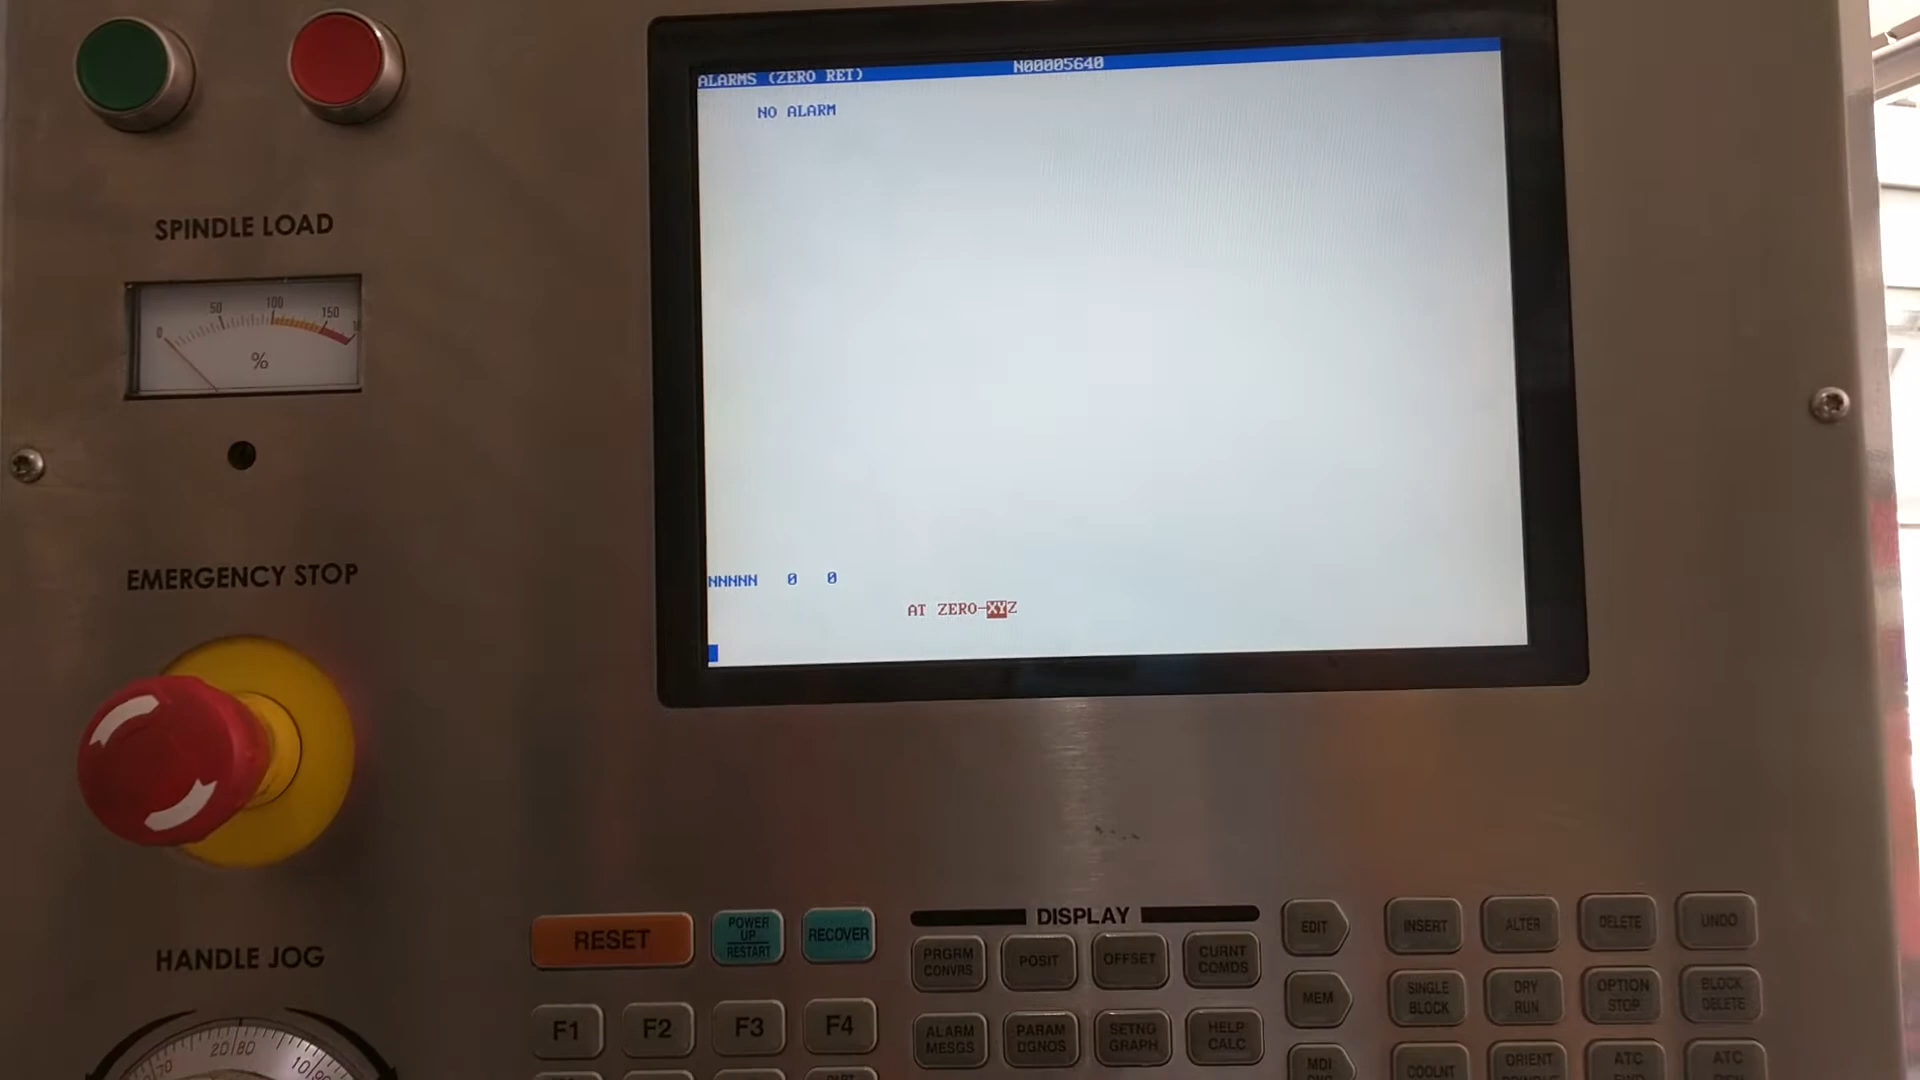 ALARMS (ZERO RET) N00005640
NO ALARM
NNNNN 0 0
AT ZERO-XYZ
SPINDLE LOAD
0 50 100 150
%
EMERGENCY STOP
HANDLE JOG
70 20 80 10 90
RESET
POWER
UP
RESTART
RECOVER
F1 F2 F3 F4
DISPLAY
PRGRM
CONVRS
POSIT
OFFSET
CURNT
COMDS
ALARM
MESGS
PARAM
DGNOS
SETNG
GRAPH
HELP
CALC
EDIT
INSERT
ALTER
DELETE
UNDO
MEM
SINGLE
BLOCK
DRY
RUN
OPTION
STOP
BLOCK
DELETE
MDI
COOLNT
ORIENT
ATC
ATC